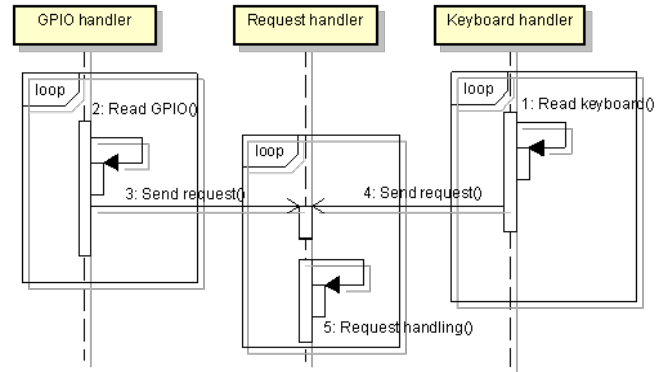 GPIO handler
Request handler
Keyboard handler
loop
2: Read GPIO()
loop
1: Read keyboard()
loop
3: Send request()
4: Send request()
5: Request handling()